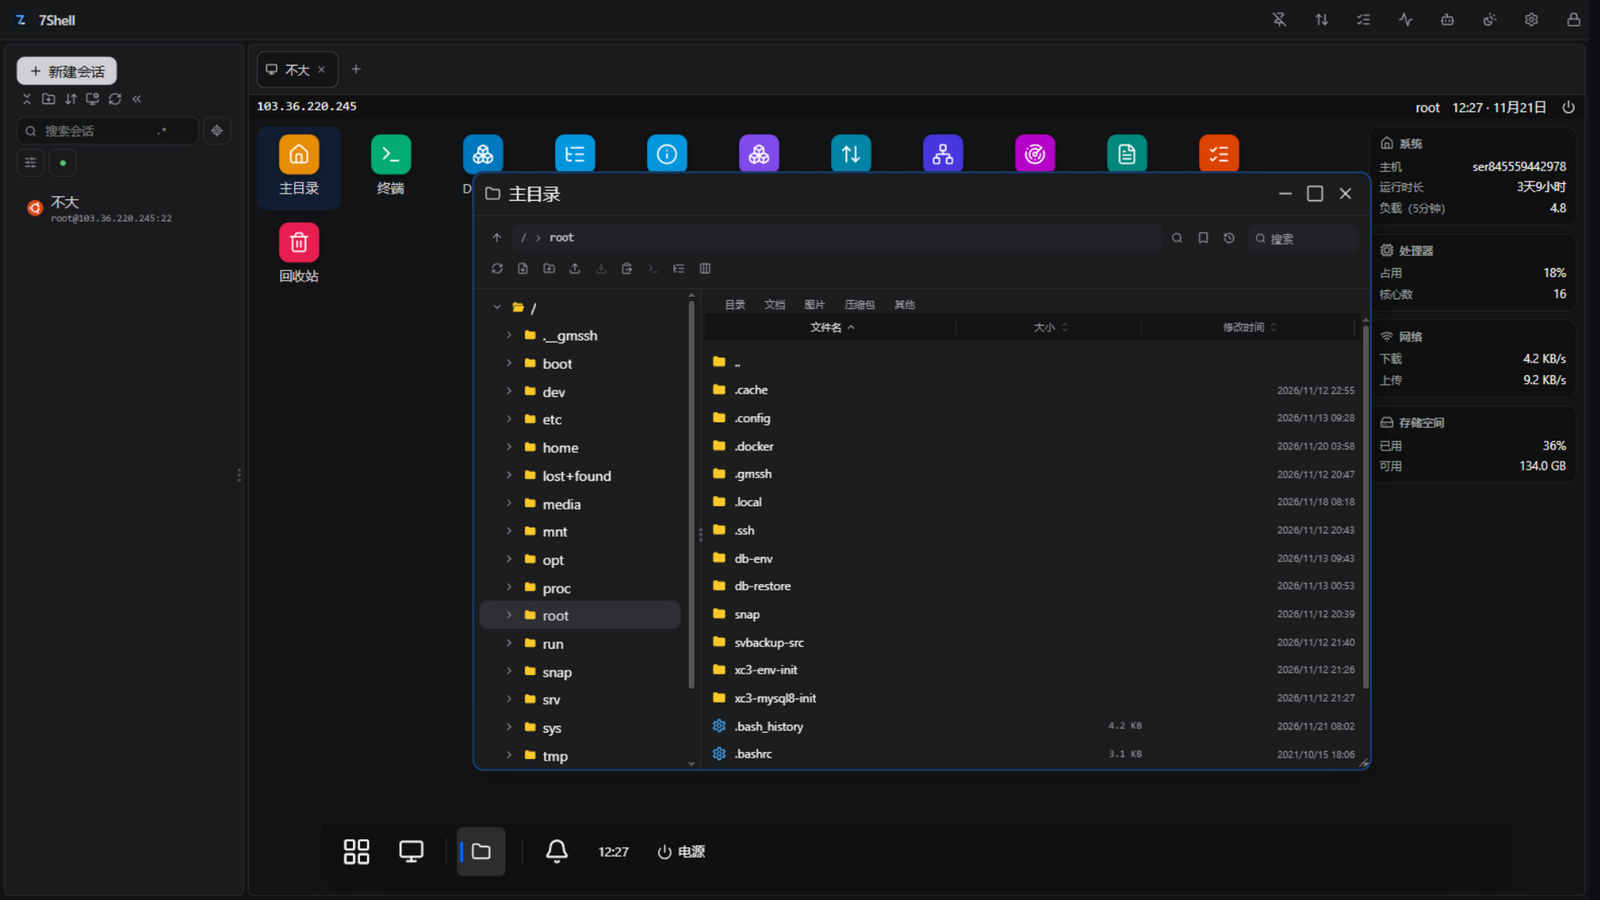 7Shell
新建会话
搜索会话 .*
不大
root@103.36.220.245:22
不大
103.36.220.245
root 12:27 · 11月21日
主目录
终端
D
回收站
主目录
/ › root
搜索
/
.__gmssh
boot
dev
etc
home
lost+found
media
mnt
opt
proc
root
run
snap
srv
sys
tmp
目录 文档 图片 压缩包 其他
文件名 大小 修改时间
..
.cache 2026/11/12 22:55
.config 2026/11/13 09:28
.docker 2026/11/20 03:58
.gmssh 2026/11/12 20:47
.local 2026/11/18 08:18
.ssh 2026/11/12 20:43
db-env 2026/11/13 09:43
db-restore 2026/11/13 00:53
snap 2026/11/12 20:39
svbackup-src 2026/11/12 21:40
xc3-env-init 2026/11/12 21:26
xc3-mysql8-init 2026/11/12 21:27
.bash_history 4.2 KB 2026/11/21 08:02
.bashrc 3.1 KB 2021/10/15 18:06
系统
主机 ser845559442978
运行时长 3天9小时
负载 (5分钟) 4.8
处理器
占用 18%
核心数 16
网络
下载 4.2 KB/s
上传 9.2 KB/s
存储空间
已用 36%
可用 134.0 GB
12:27
电源